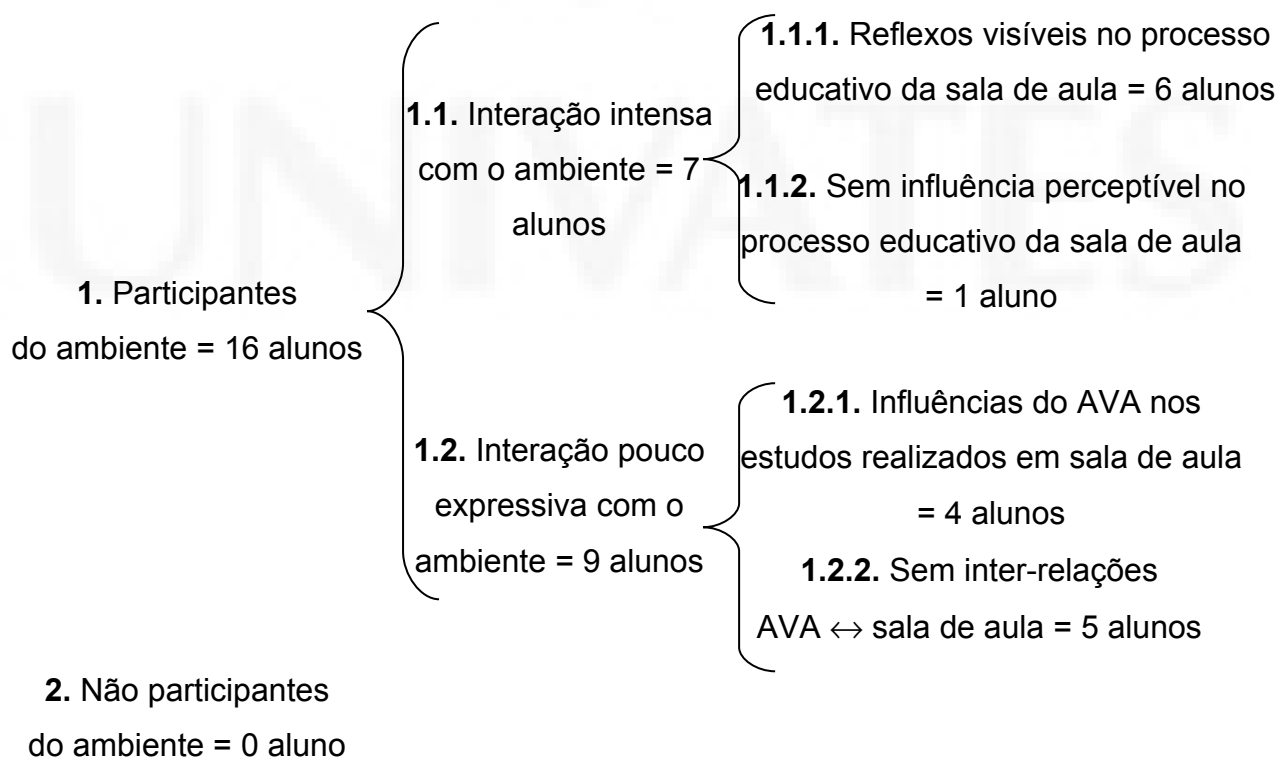 UNIVATES
1. Participantes
do ambiente = 16 alunos
1.1. Interação intensa
com o ambiente = 7
alunos
1.1.1. Reflexos visíveis no processo
educativo da sala de aula = 6 alunos
1.1.2. Sem influência perceptível no
processo educativo da sala de aula
= 1 aluno
1.2. Interação pouco
expressiva com o
ambiente = 9 alunos
1.2.1. Influências do AVA nos
estudos realizados em sala de aula
= 4 alunos
1.2.2. Sem inter-relações
AVA ↔ sala de aula = 5 alunos
2. Não participantes
do ambiente = 0 aluno